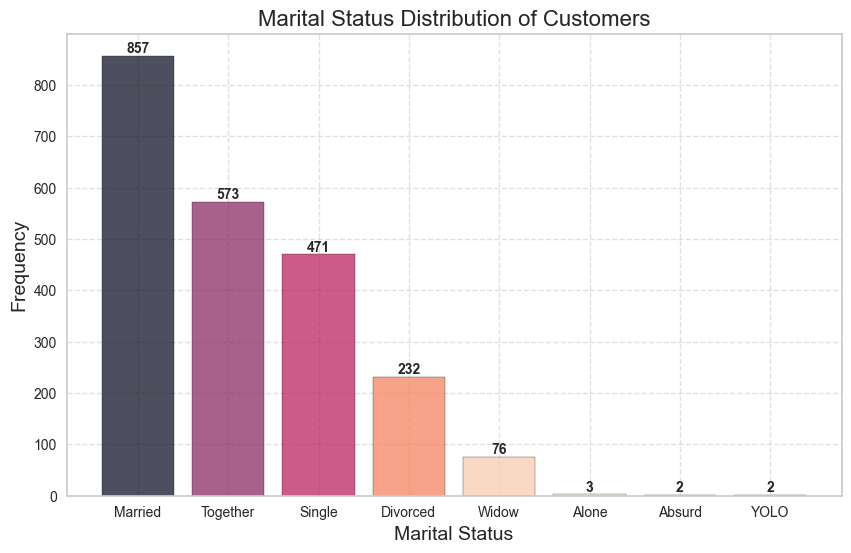 Marital Status Distribution of Customers
857
573
471
232
76
3
2
2
800
700
600
500
400
300
200
100
0
Frequency
Married
Together
Single
Divorced
Widow
Alone
Absurd
YOLO
Marital Status